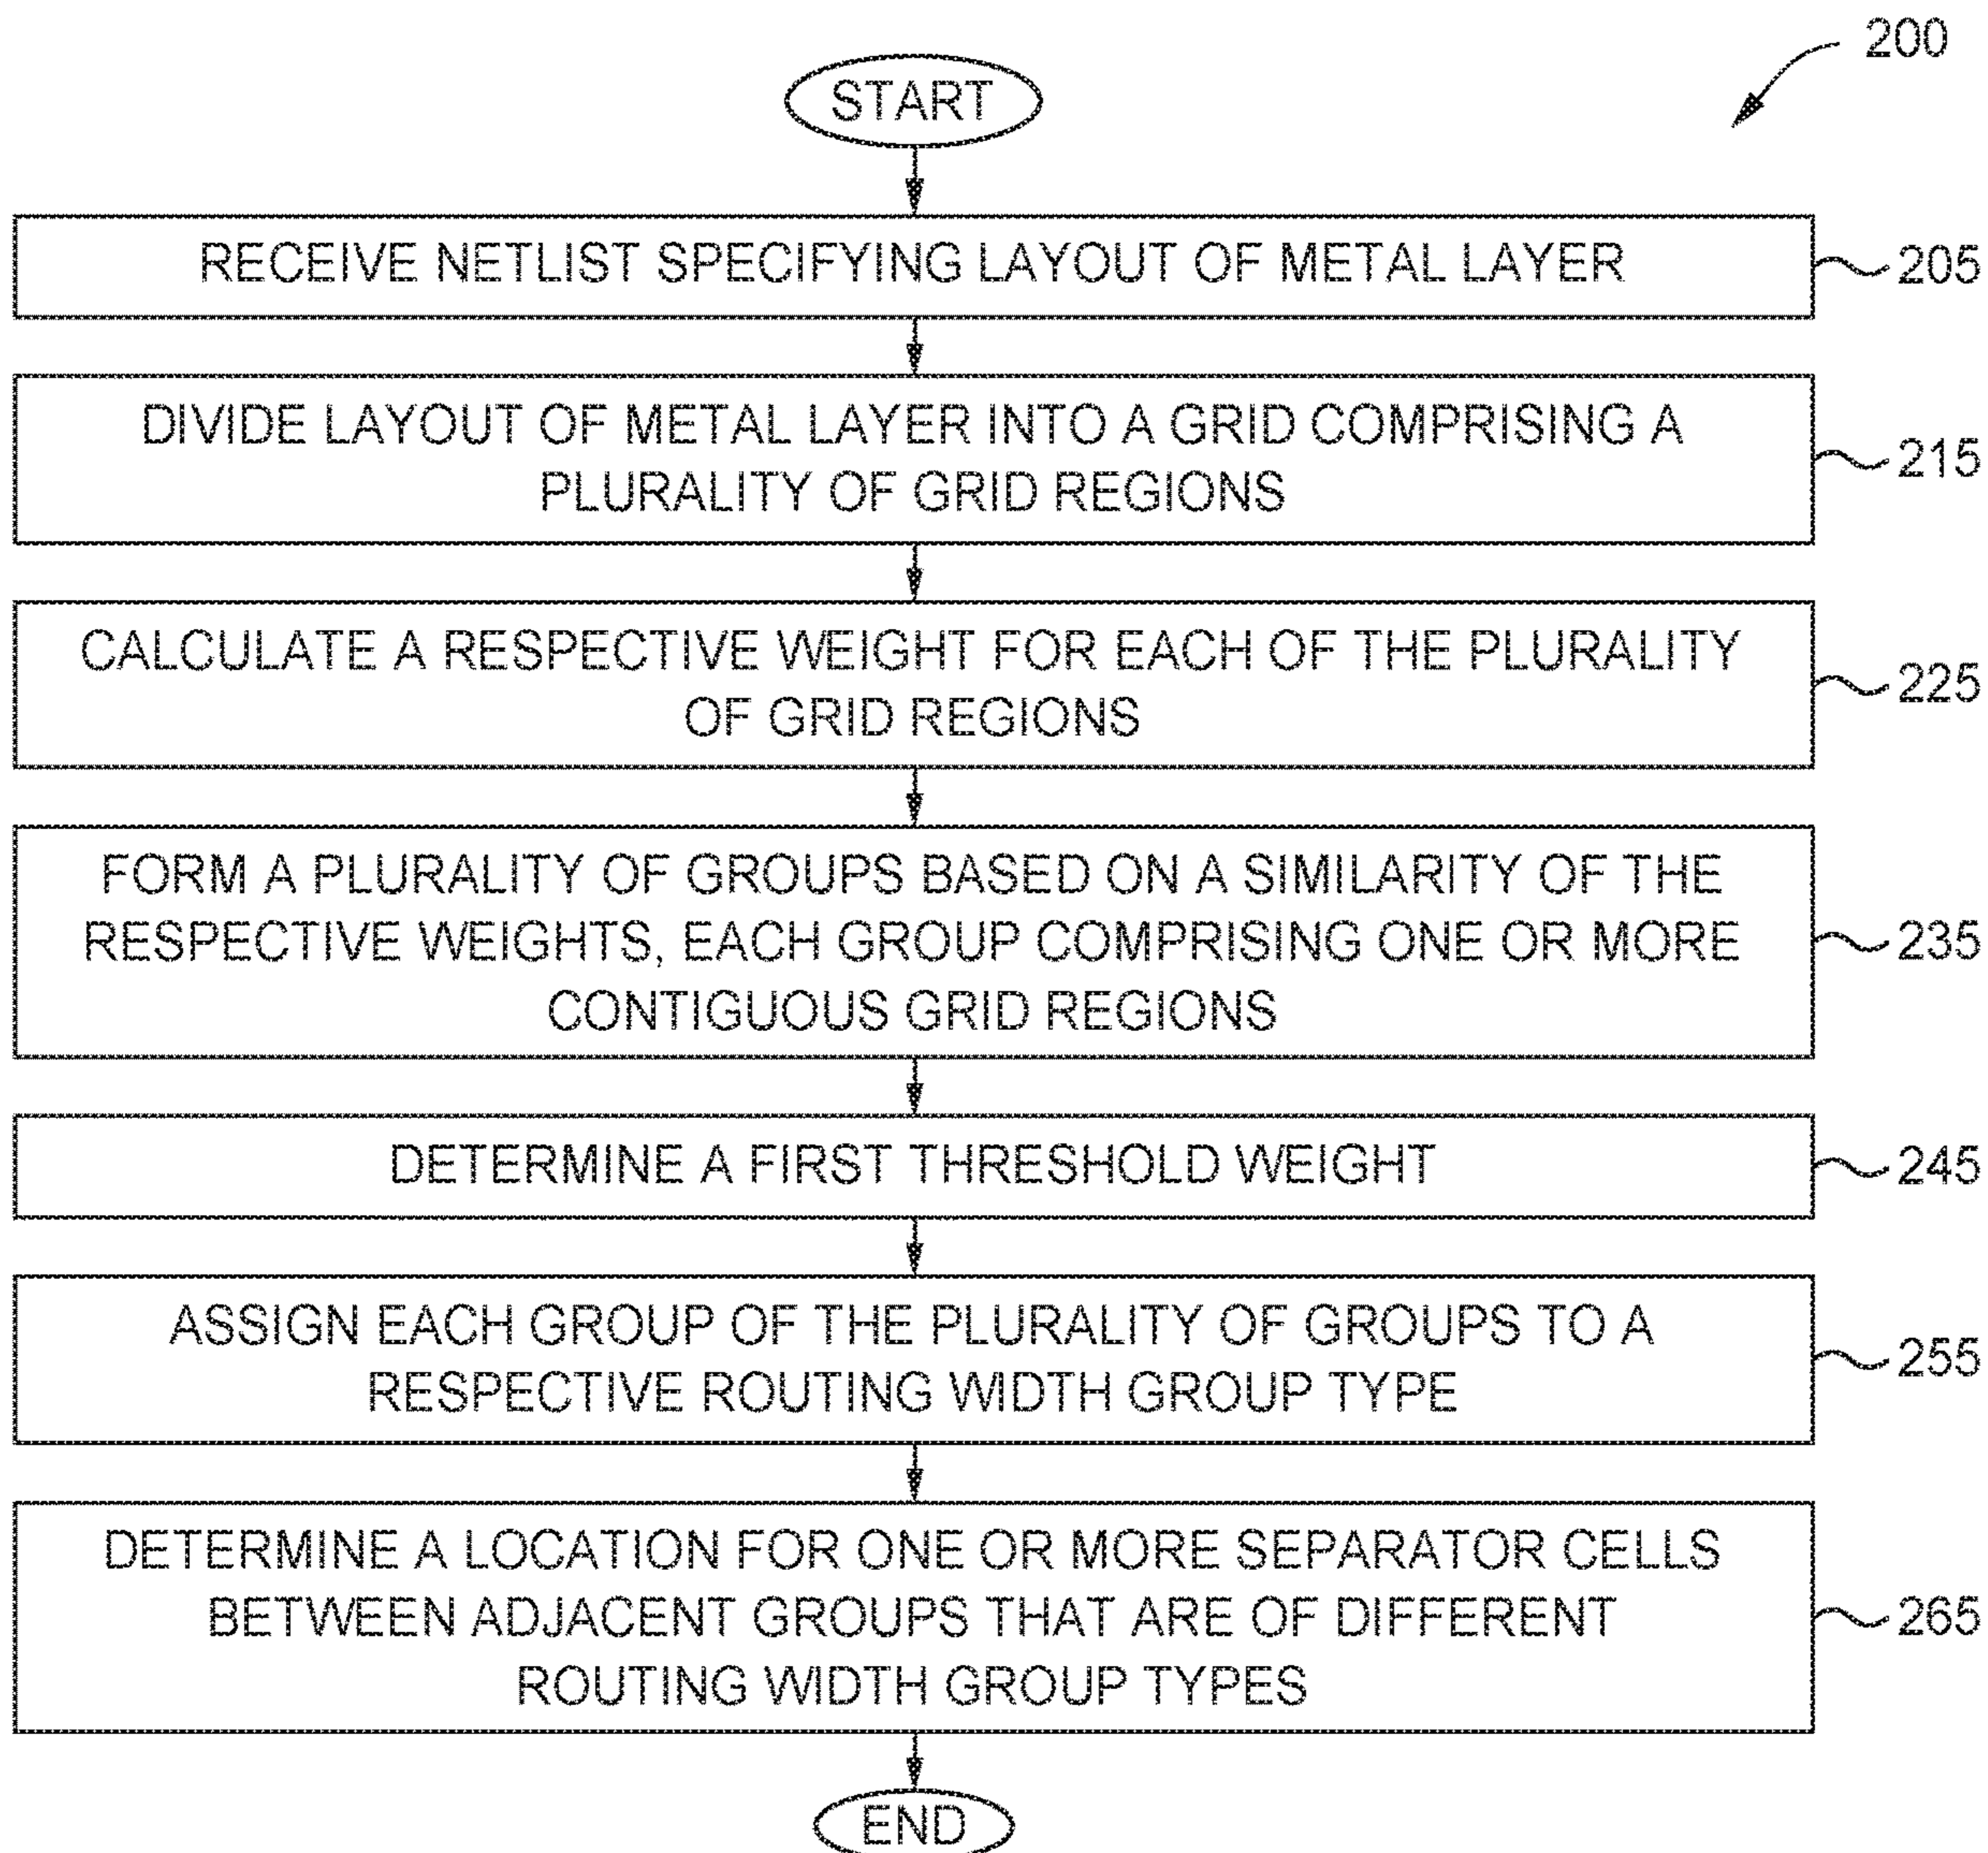 200
START
RECEIVE NETLIST SPECIFYING LAYOUT OF METAL LAYER
205
DIVIDE LAYOUT OF METAL LAYER INTO A GRID COMPRISING A
PLURALITY OF GRID REGIONS
215
CALCULATE A RESPECTIVE WEIGHT FOR EACH OF THE PLURALITY
OF GRID REGIONS
225
FORM A PLURALITY OF GROUPS BASED ON A SIMILARITY OF THE
RESPECTIVE WEIGHTS, EACH GROUP COMPRISING ONE OR MORE
CONTIGUOUS GRID REGIONS
235
DETERMINE A FIRST THRESHOLD WEIGHT
245
ASSIGN EACH GROUP OF THE PLURALITY OF GROUPS TO A
RESPECTIVE ROUTING WIDTH GROUP TYPE
255
DETERMINE A LOCATION FOR ONE OR MORE SEPARATOR CELLS
BETWEEN ADJACENT GROUPS THAT ARE OF DIFFERENT
ROUTING WIDTH GROUP TYPES
265
END